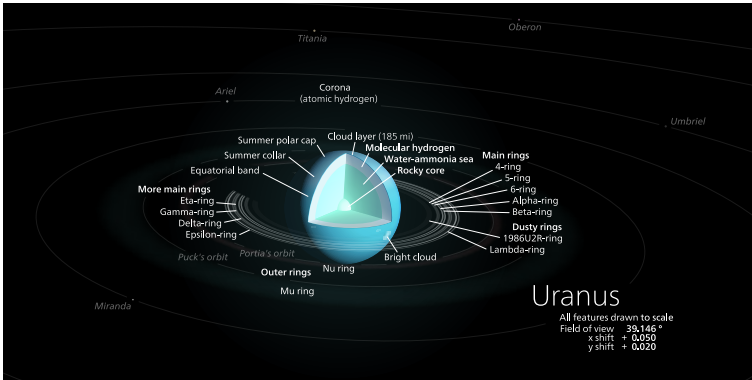 Oberon
Titania
Ariel
Corona
(atomic hydrogen)
Umbriel
Cloud layer (185 mi)
Summer polar cap
Molecular hydrogen
Summer collar
Water-ammonia sea
Equatorial band
Rocky core
Main rings
4-ring
5-ring
6-ring
Alpha-ring
Beta-ring
More main rings
Eta-ring
Gamma-ring
Delta-ring
Epsilon-ring
Dusty rings
1986U2R-ring
Lambda-ring
Puck's orbit
Portia's orbit
Bright cloud
Nu ring
Outer rings
Mu ring
Miranda
Uranus
All features drawn to scale
Field of view 39.146 °
x shift + 0.050
y shift + 0.020